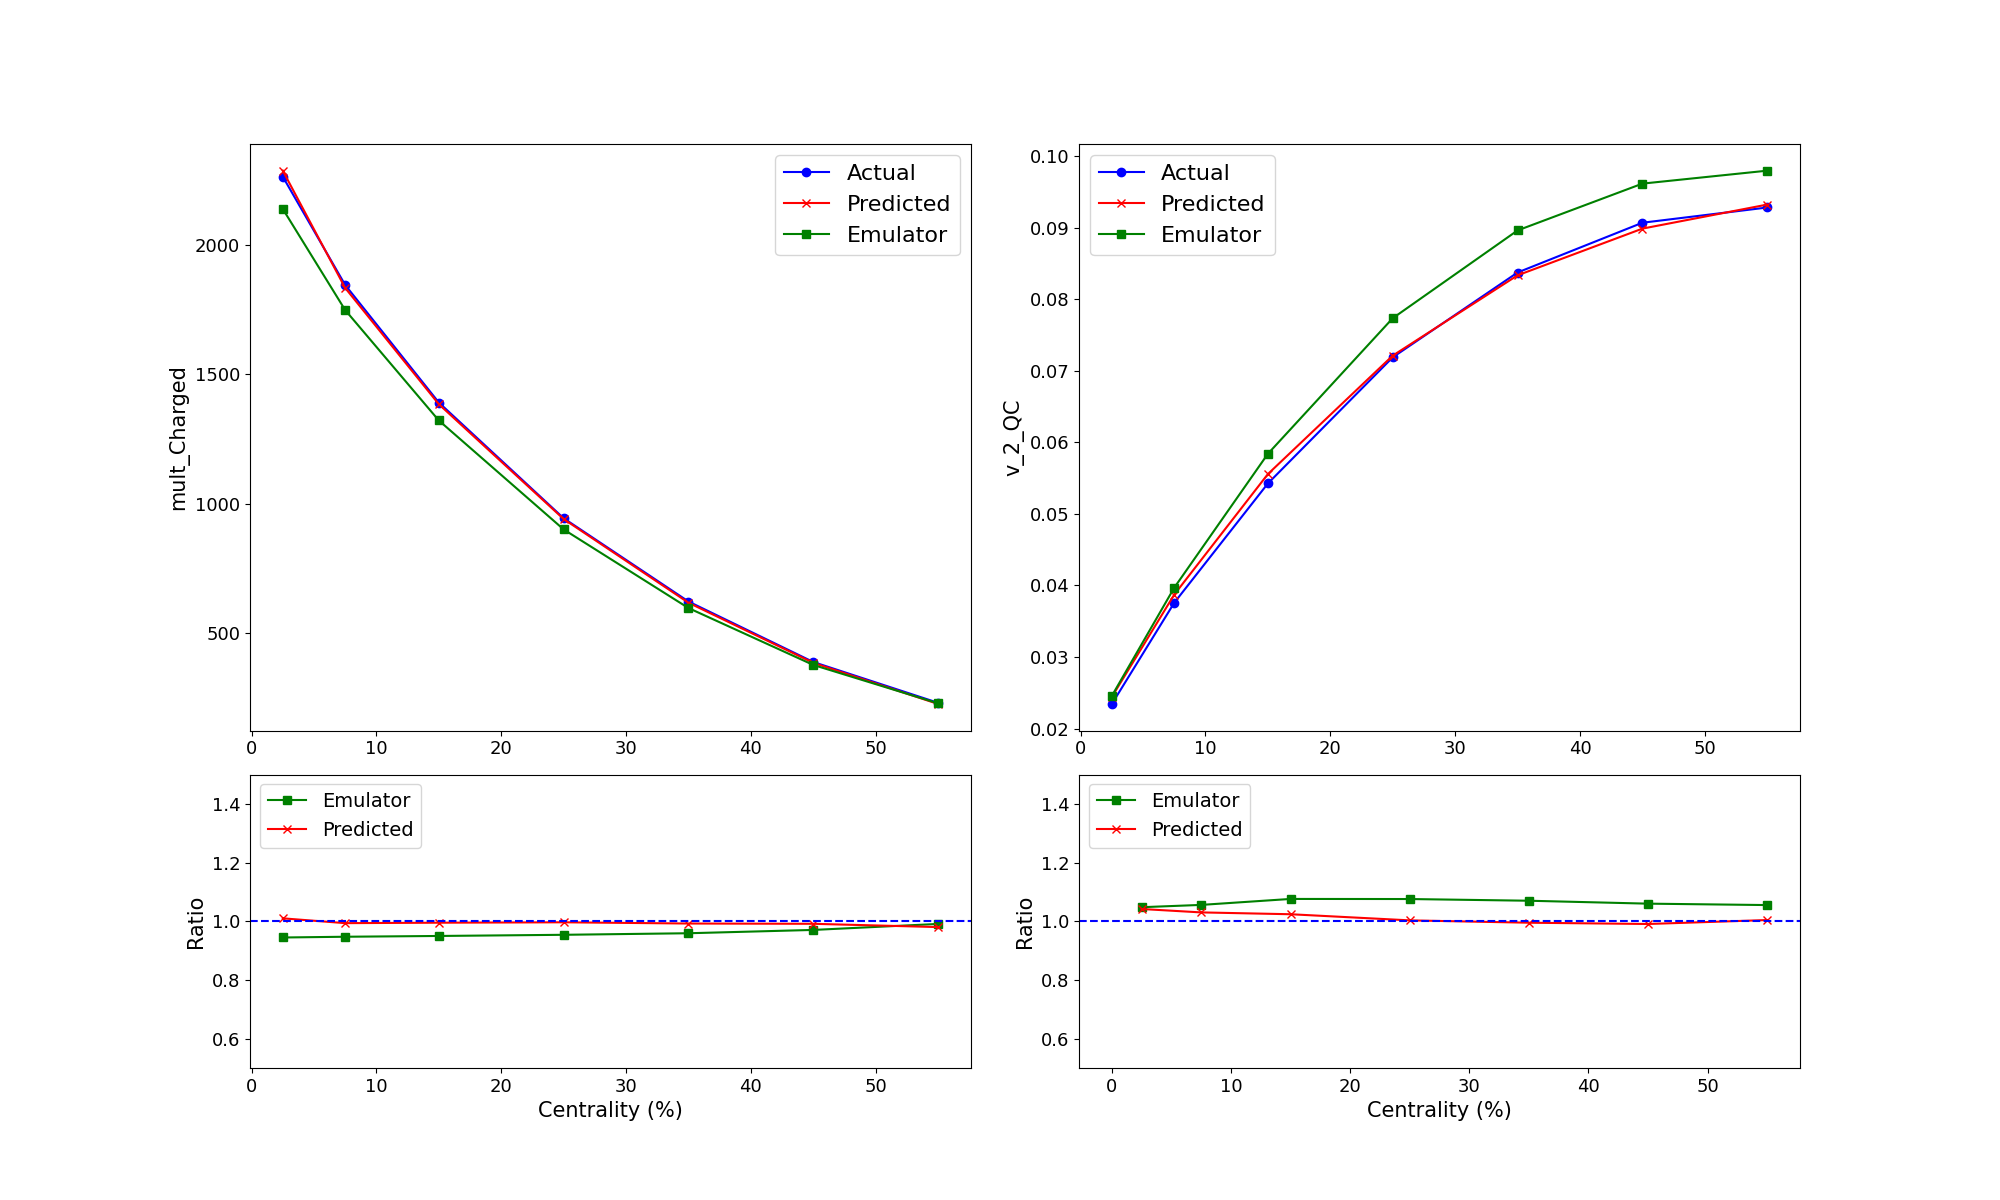 Actual
Predicted
Emulator
2000
1500
1000
500
mult_Charged
0 10 20 30 40 50
Actual
Predicted
Emulator
0.10
0.09
0.08
0.07
0.06
0.05
0.04
0.03
0.02
v_2_QC
0 10 20 30 40 50
Emulator
Predicted
1.4
1.2
1.0
0.8
0.6
Ratio
0 10 20 30 40 50
Centrality (%)
Emulator
Predicted
1.4
1.2
1.0
0.8
0.6
Ratio
0 10 20 30 40 50
Centrality (%)